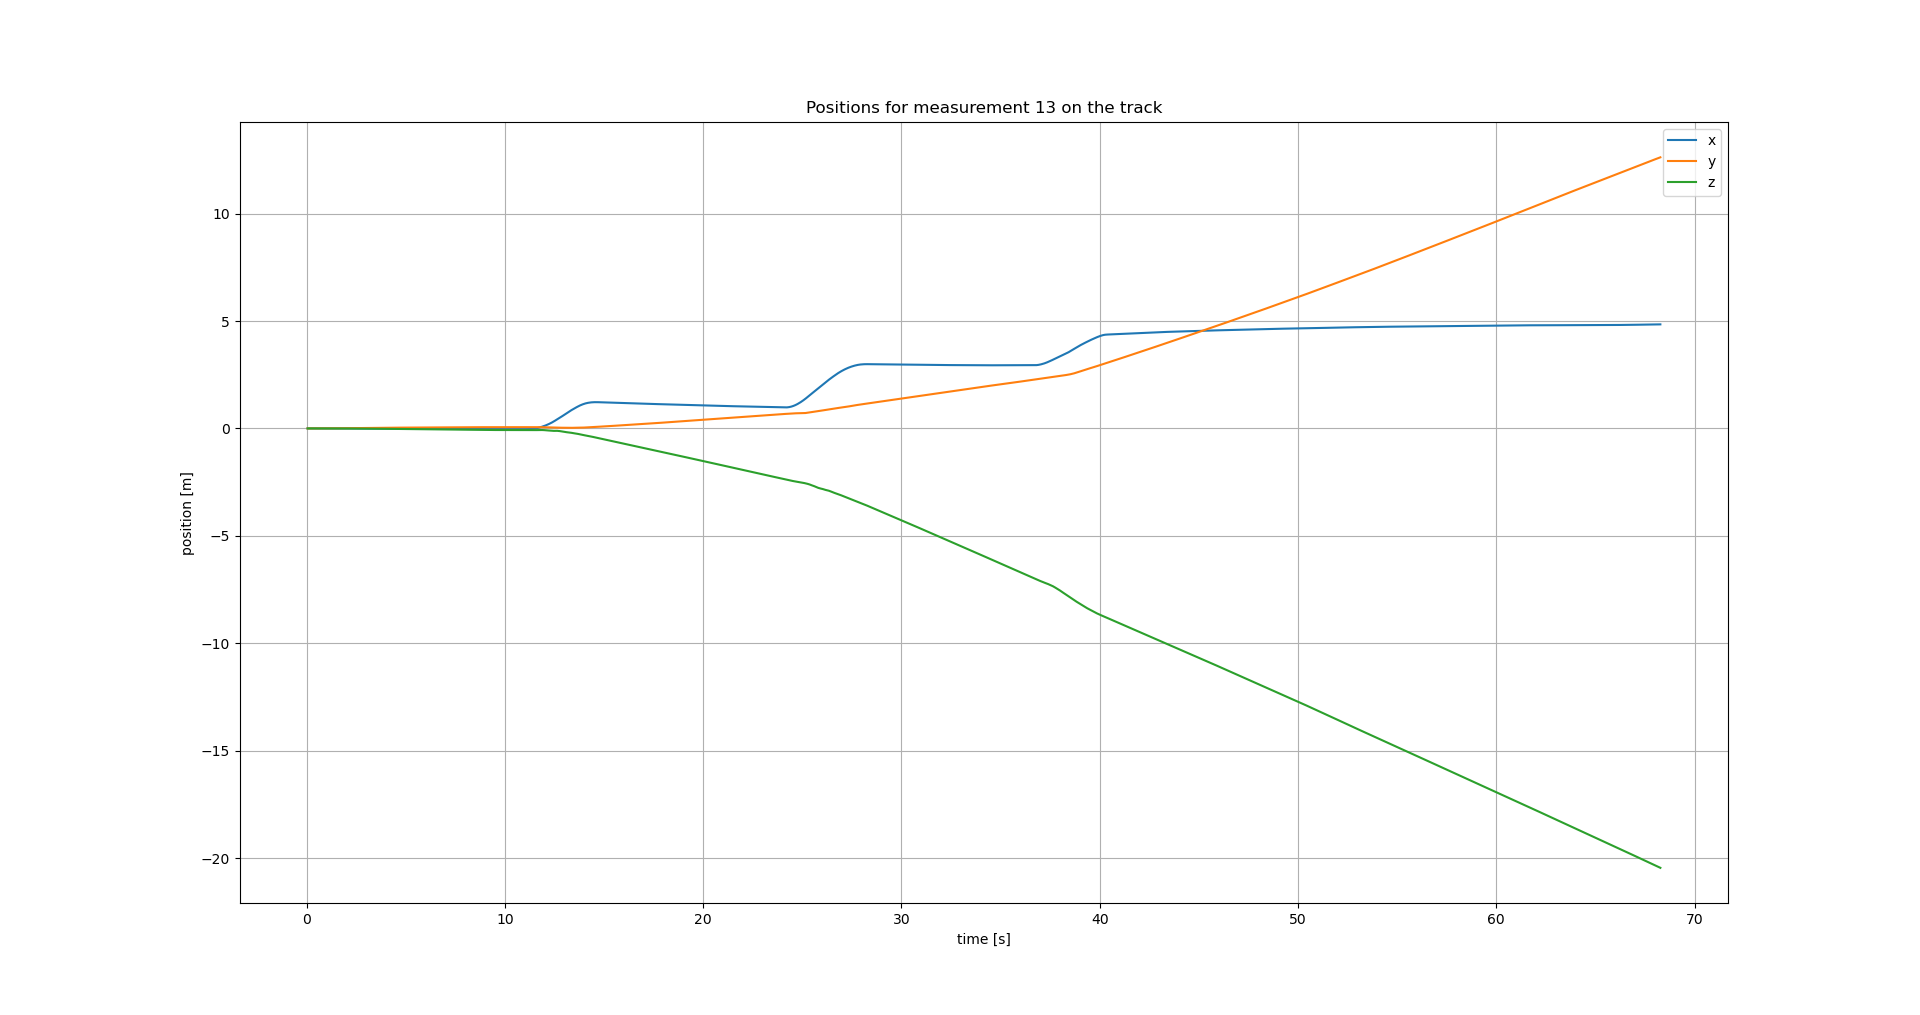 Positions for measurement 13 on the track
x
y
z
position [m]
10
5
0
−5
−10
−15
−20
0 10 20 30 40 50 60 70
time [s]